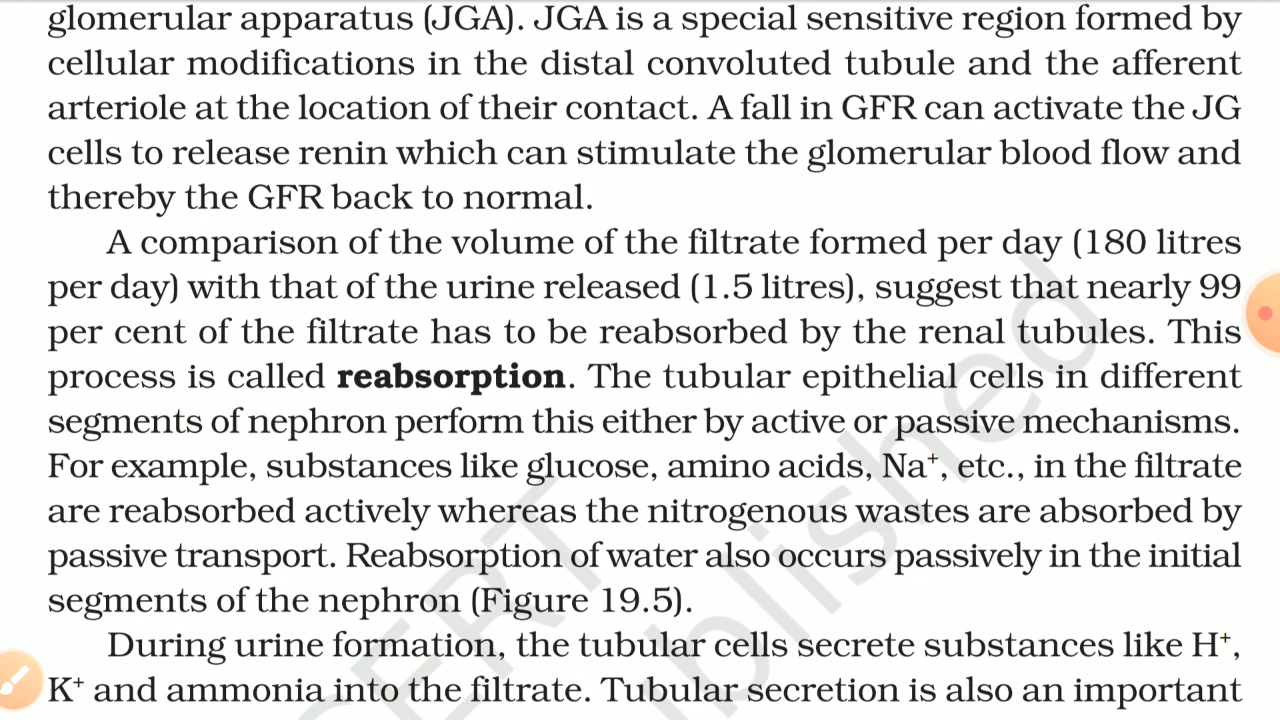 glomerular apparatus (JGA). JGA is a special sensitive region formed by
cellular modifications in the distal convoluted tubule and the afferent
arteriole at the location of their contact. A fall in GFR can activate the JG
cells to release renin which can stimulate the glomerular blood flow and
thereby the GFR back to normal.
A comparison of the volume of the filtrate formed per day (180 litres
per day) with that of the urine released (1.5 litres), suggest that nearly 99
per cent of the filtrate has to be reabsorbed by the renal tubules. This
process is called reabsorption. The tubular epithelial cells in different
segments of nephron perform this either by active or passive mechanisms.
For example, substances like glucose, amino acids, Na⁺, etc., in the filtrate
are reabsorbed actively whereas the nitrogenous wastes are absorbed by
passive transport. Reabsorption of water also occurs passively in the initial
segments of the nephron (Figure 19.5).
During urine formation, the tubular cells secrete substances like H⁺,
K⁺ and ammonia into the filtrate. Tubular secretion is also an important